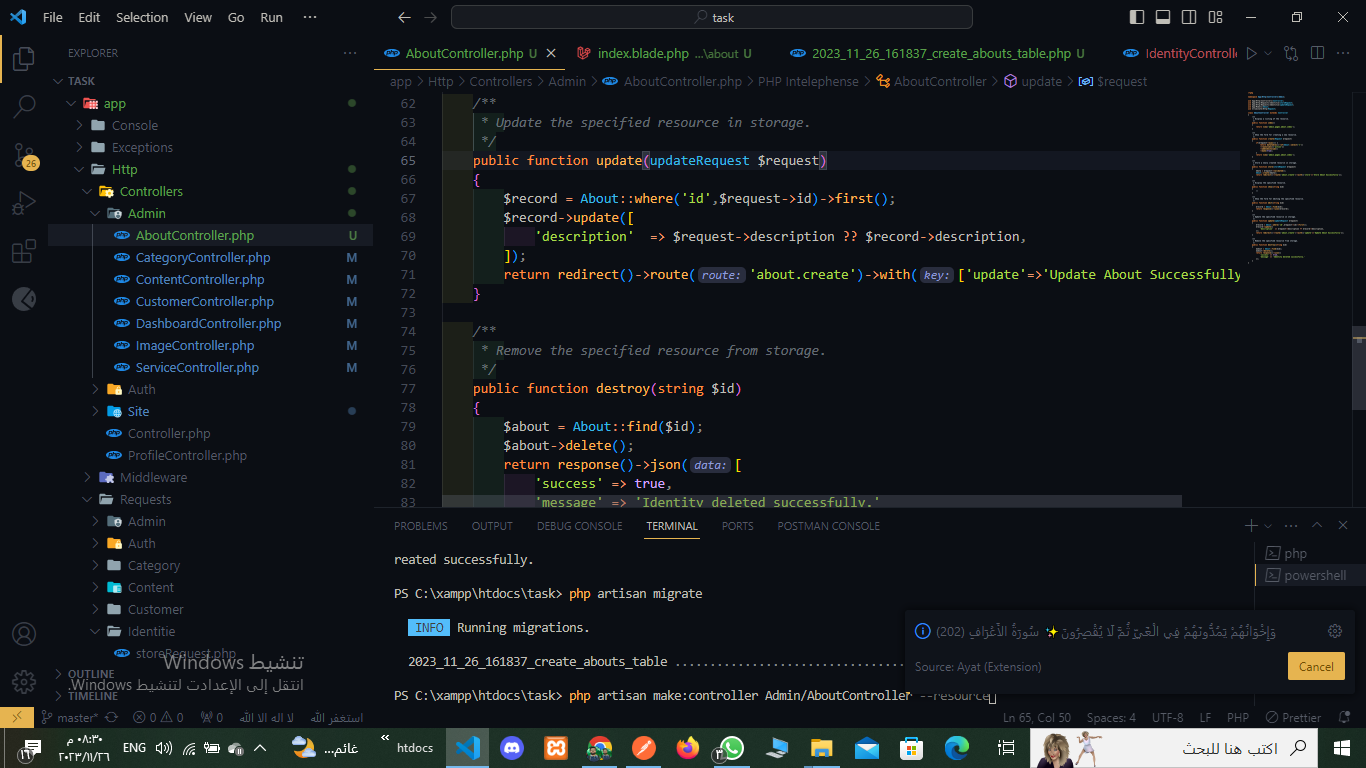 File Edit Selection View Go Run ···
task
EXPLORER
TASK
app
Console
Exceptions
Http
Controllers
Admin
AboutController.php U
CategoryController.php M
ContentController.php M
CustomerController.php M
DashboardController.php M
ImageController.php M
ServiceController.php M
Auth
Site
Controller.php
ProfileController.php
Middleware
Requests
Admin
Auth
Category
Content
Customer
Identitie
storeRequest.php
OUTLINE
TIMELINE
26
AboutController.php U
index.blade.php ...\about U
2023_11_26_161837_create_abouts_table.php U
IdentityControlle
app > Http > Controllers > Admin > AboutController.php > PHP Intelephense > AboutController > update > $request
62 /**
63 * Update the specified resource in storage.
64 */
65 public function update(updateRequest $request)
66 {
67 $record = About::where('id',$request->id)->first();
68 $record->update([
69 'description' => $request->description ?? $record->description,
70 ]);
71 return redirect()->route(route: 'about.create')->with(key: ['update'=>'Update About Successfully
72 }
73
74 /**
75 * Remove the specified resource from storage.
76 */
77 public function destroy(string $id)
78 {
79 $about = About::find($id);
80 $about->delete();
81 return response()->json(data: [
82 'success' => true,
83 'message' => 'Identity deleted successfully.'
PROBLEMS OUTPUT DEBUG CONSOLE TERMINAL PORTS POSTMAN CONSOLE
php
powershell
reated successfully.
PS C:\xampp\htdocs\task> php artisan migrate
INFO Running migrations.
2023_11_26_161837_create_abouts_table ................................
PS C:\xampp\htdocs\task> php artisan make:controller Admin/AboutController --resource
وَإِخْوَانُهُمْ يَمُدُّونَهُمْ فِي الْغَيِّ ثُمَّ لَا يُقْصِرُونَ ✨ سُورَةُ الأَعۡرَافِ (202)
Source: Ayat (Extension)
Cancel
تنشيط Windows
انتقل إلى الإعدادت لتنشيط Windows.
master* 0 0 0 لا اله الا الله استغفر الله
Ln 65, Col 50 Spaces: 4 UTF-8 LF PHP Prettier
١٦
٠٨:٣٠ م
٢٠٢٣/١١/٢٦
ENG
غائم...
htdocs
٣
اكتب هنا للبحث